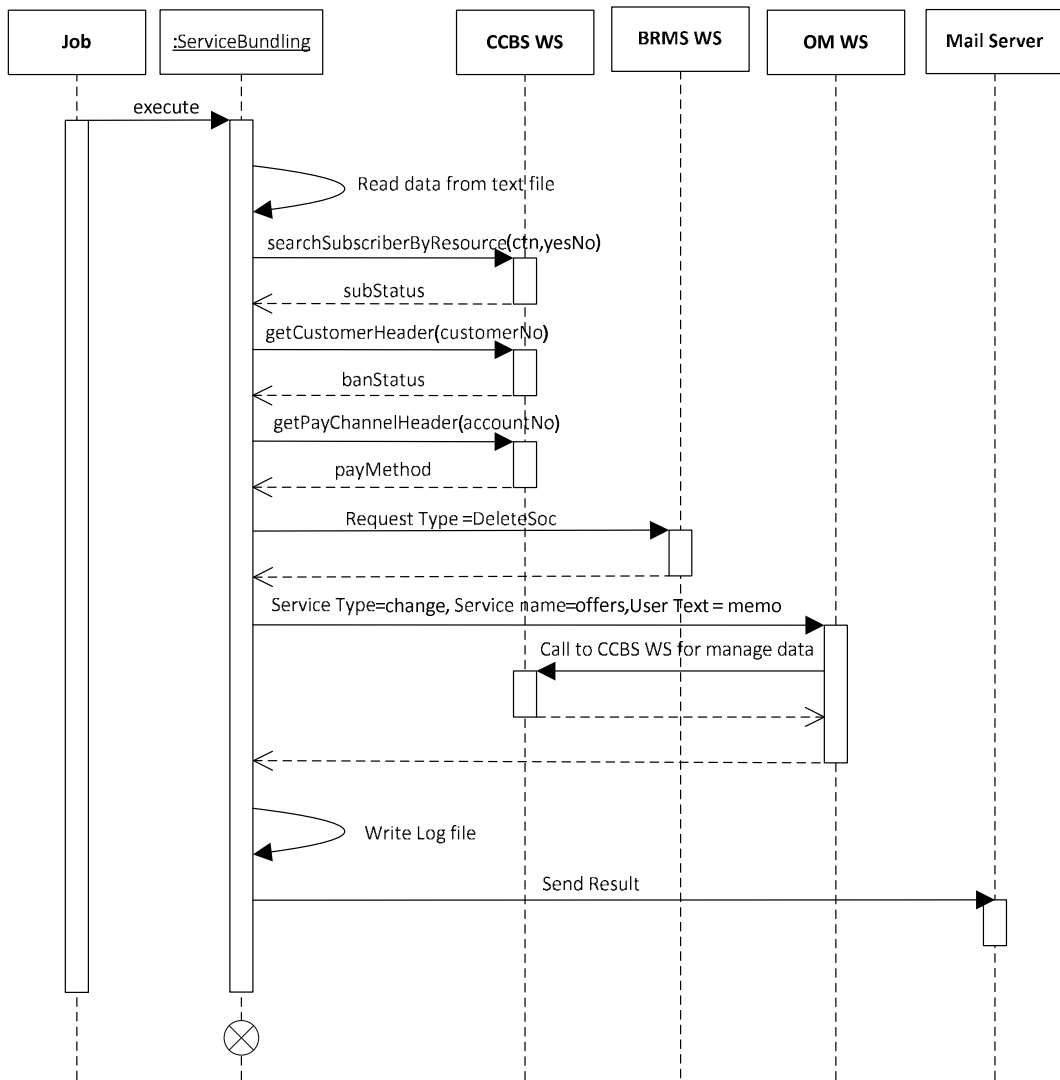 Job
:ServiceBundling
CCBS WS
BRMS WS
OM WS
Mail Server
execute
Read data from text file
searchSubscriberByResource(ctn,yesNo)
subStatus
getCustomerHeader(customerNo)
banStatus
getPayChannelHeader(accountNo)
payMethod
Request Type =DeleteSoc
Service Type=change, Service name=offers,User Text = memo
Call to CCBS WS for manage data
Write Log file
Send Result